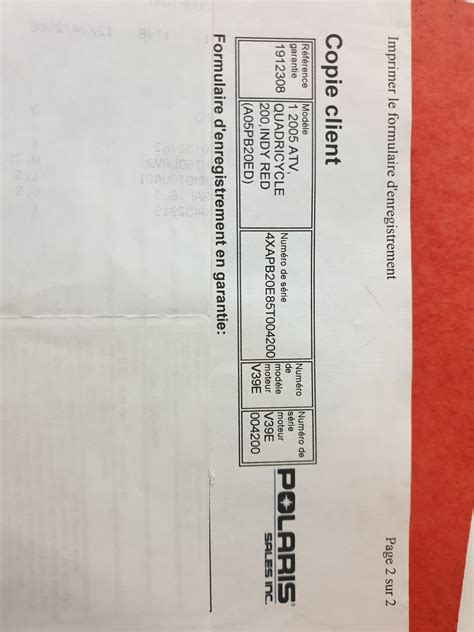 Imprimer le formulaire d'enregistrement Page 2 sur 2
Copie client
POLARIS
SALES INC.
Référence garantie
1912308
Modèle
1 2005 ATV,
QUADRICYCLE
200,INDY RED
(A05PB20ED)
Numéro de série
4XAPB20E85T004200
Numéro
de
modèle
moteur
V39E
Numéro de
série
moteur
V39E
004200
Formulaire d'enregistrement en garantie: